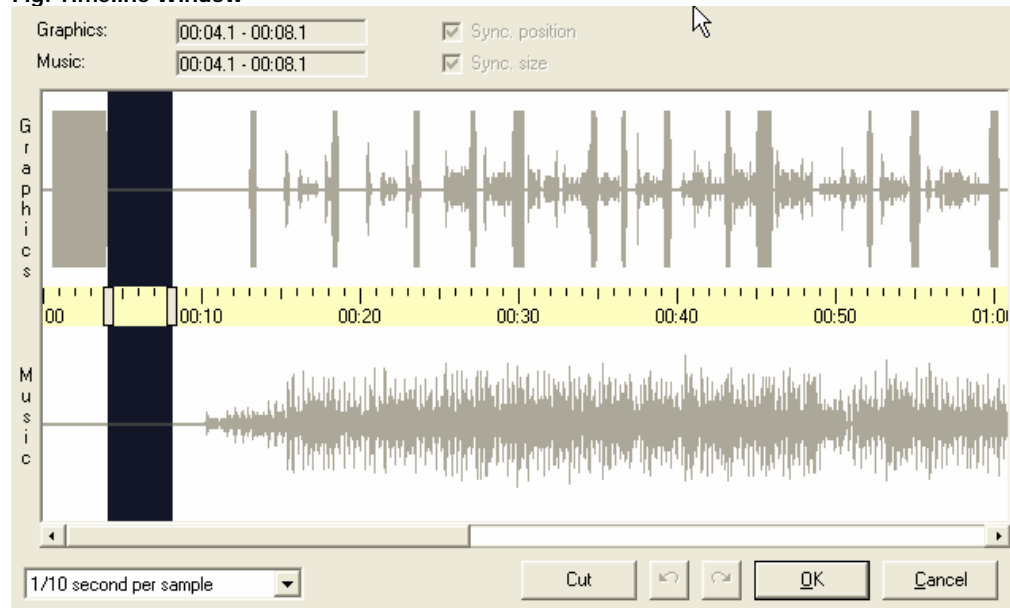 Fig. Timeline Window
Graphics: 00:04.1 - 00:08.1 Sync. position
Music: 00:04.1 - 00:08.1 Sync. size
Graphics
00 00:10 00:20 00:30 00:40 00:50 01:0
Music
1/10 second per sample Cut OK Cancel